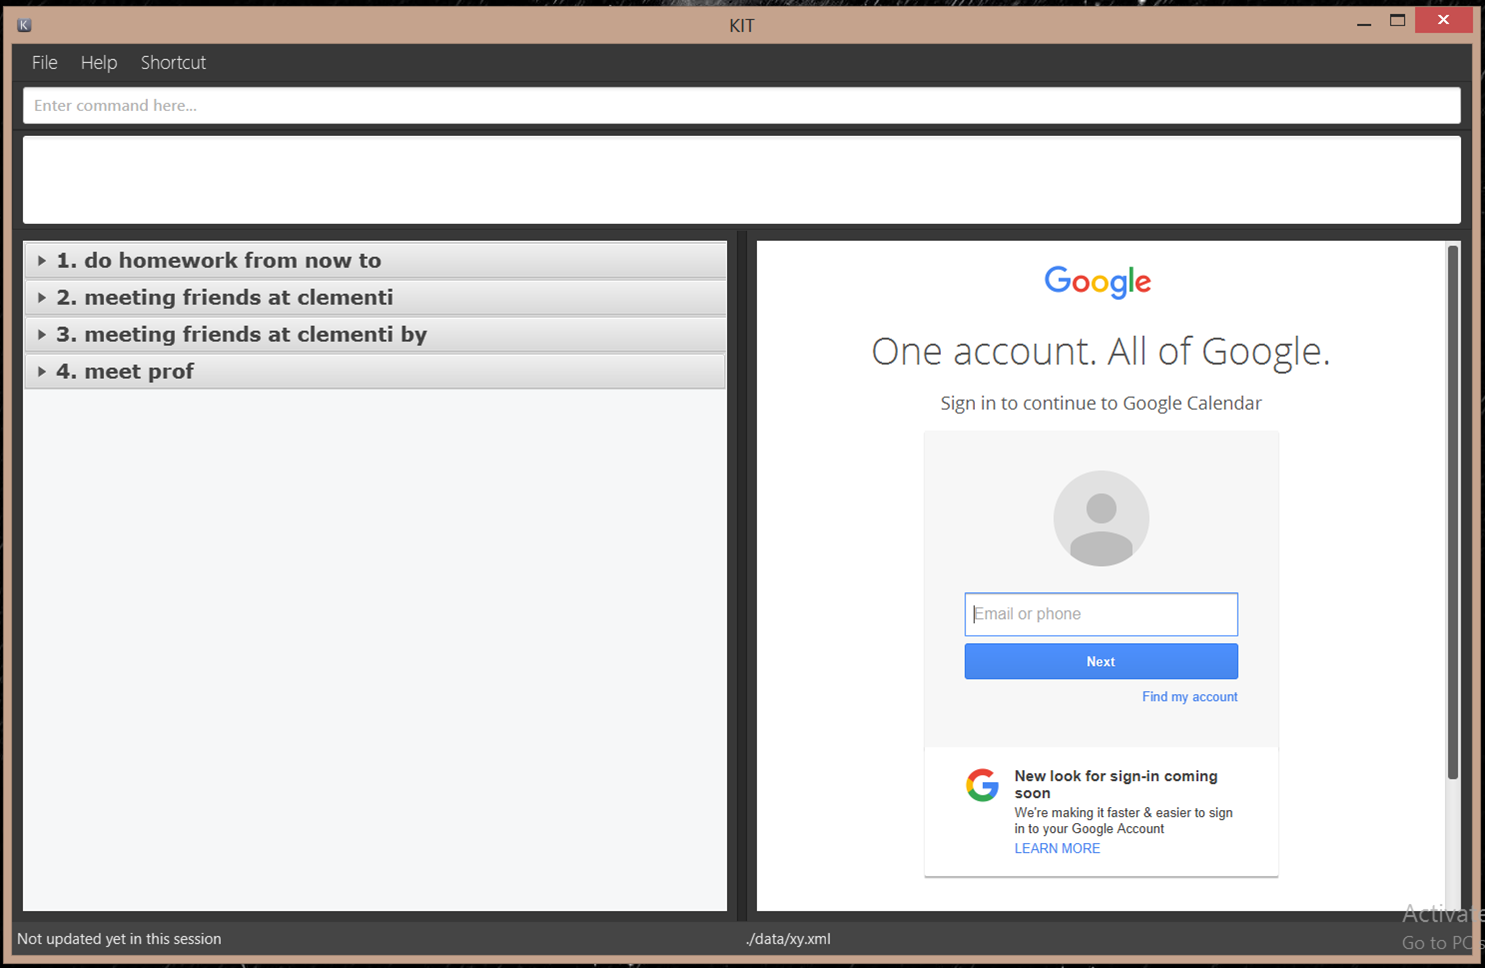 KIT
File Help Shortcut
Enter command here...
1. do homework from now to
2. meeting friends at clementi
3. meeting friends at clementi by
4. meet prof
Google
One account. All of Google.
Sign in to continue to Google Calendar
Email or phone
Next
Find my account
New look for sign-in coming
soon
We're making it faster & easier to sign
in to your Google Account
LEARN MORE
Not updated yet in this session
./data/xy.xml
Activate
Go to PC s